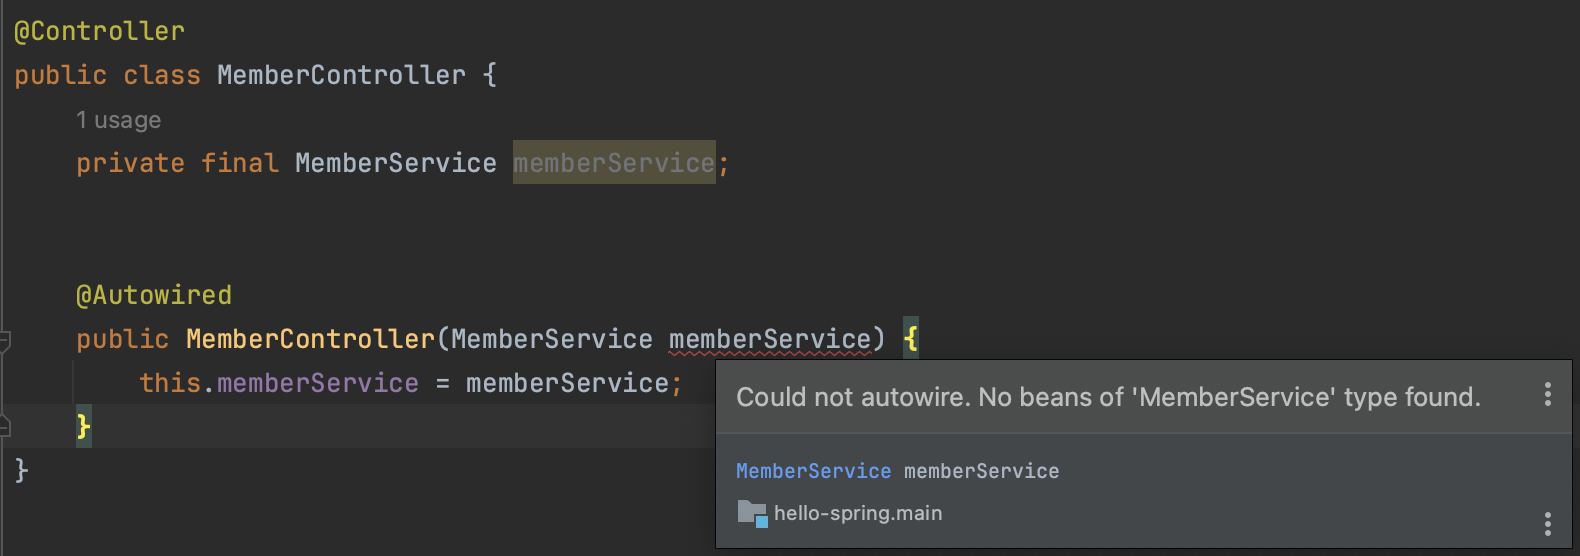 @Controller
public class MemberController {
1 usage
private final MemberService memberService;
@Autowired
public MemberController(MemberService memberService) {
this.memberService = memberService;
}
}
Could not autowire. No beans of 'MemberService' type found.
MemberService memberService
hello-spring.main